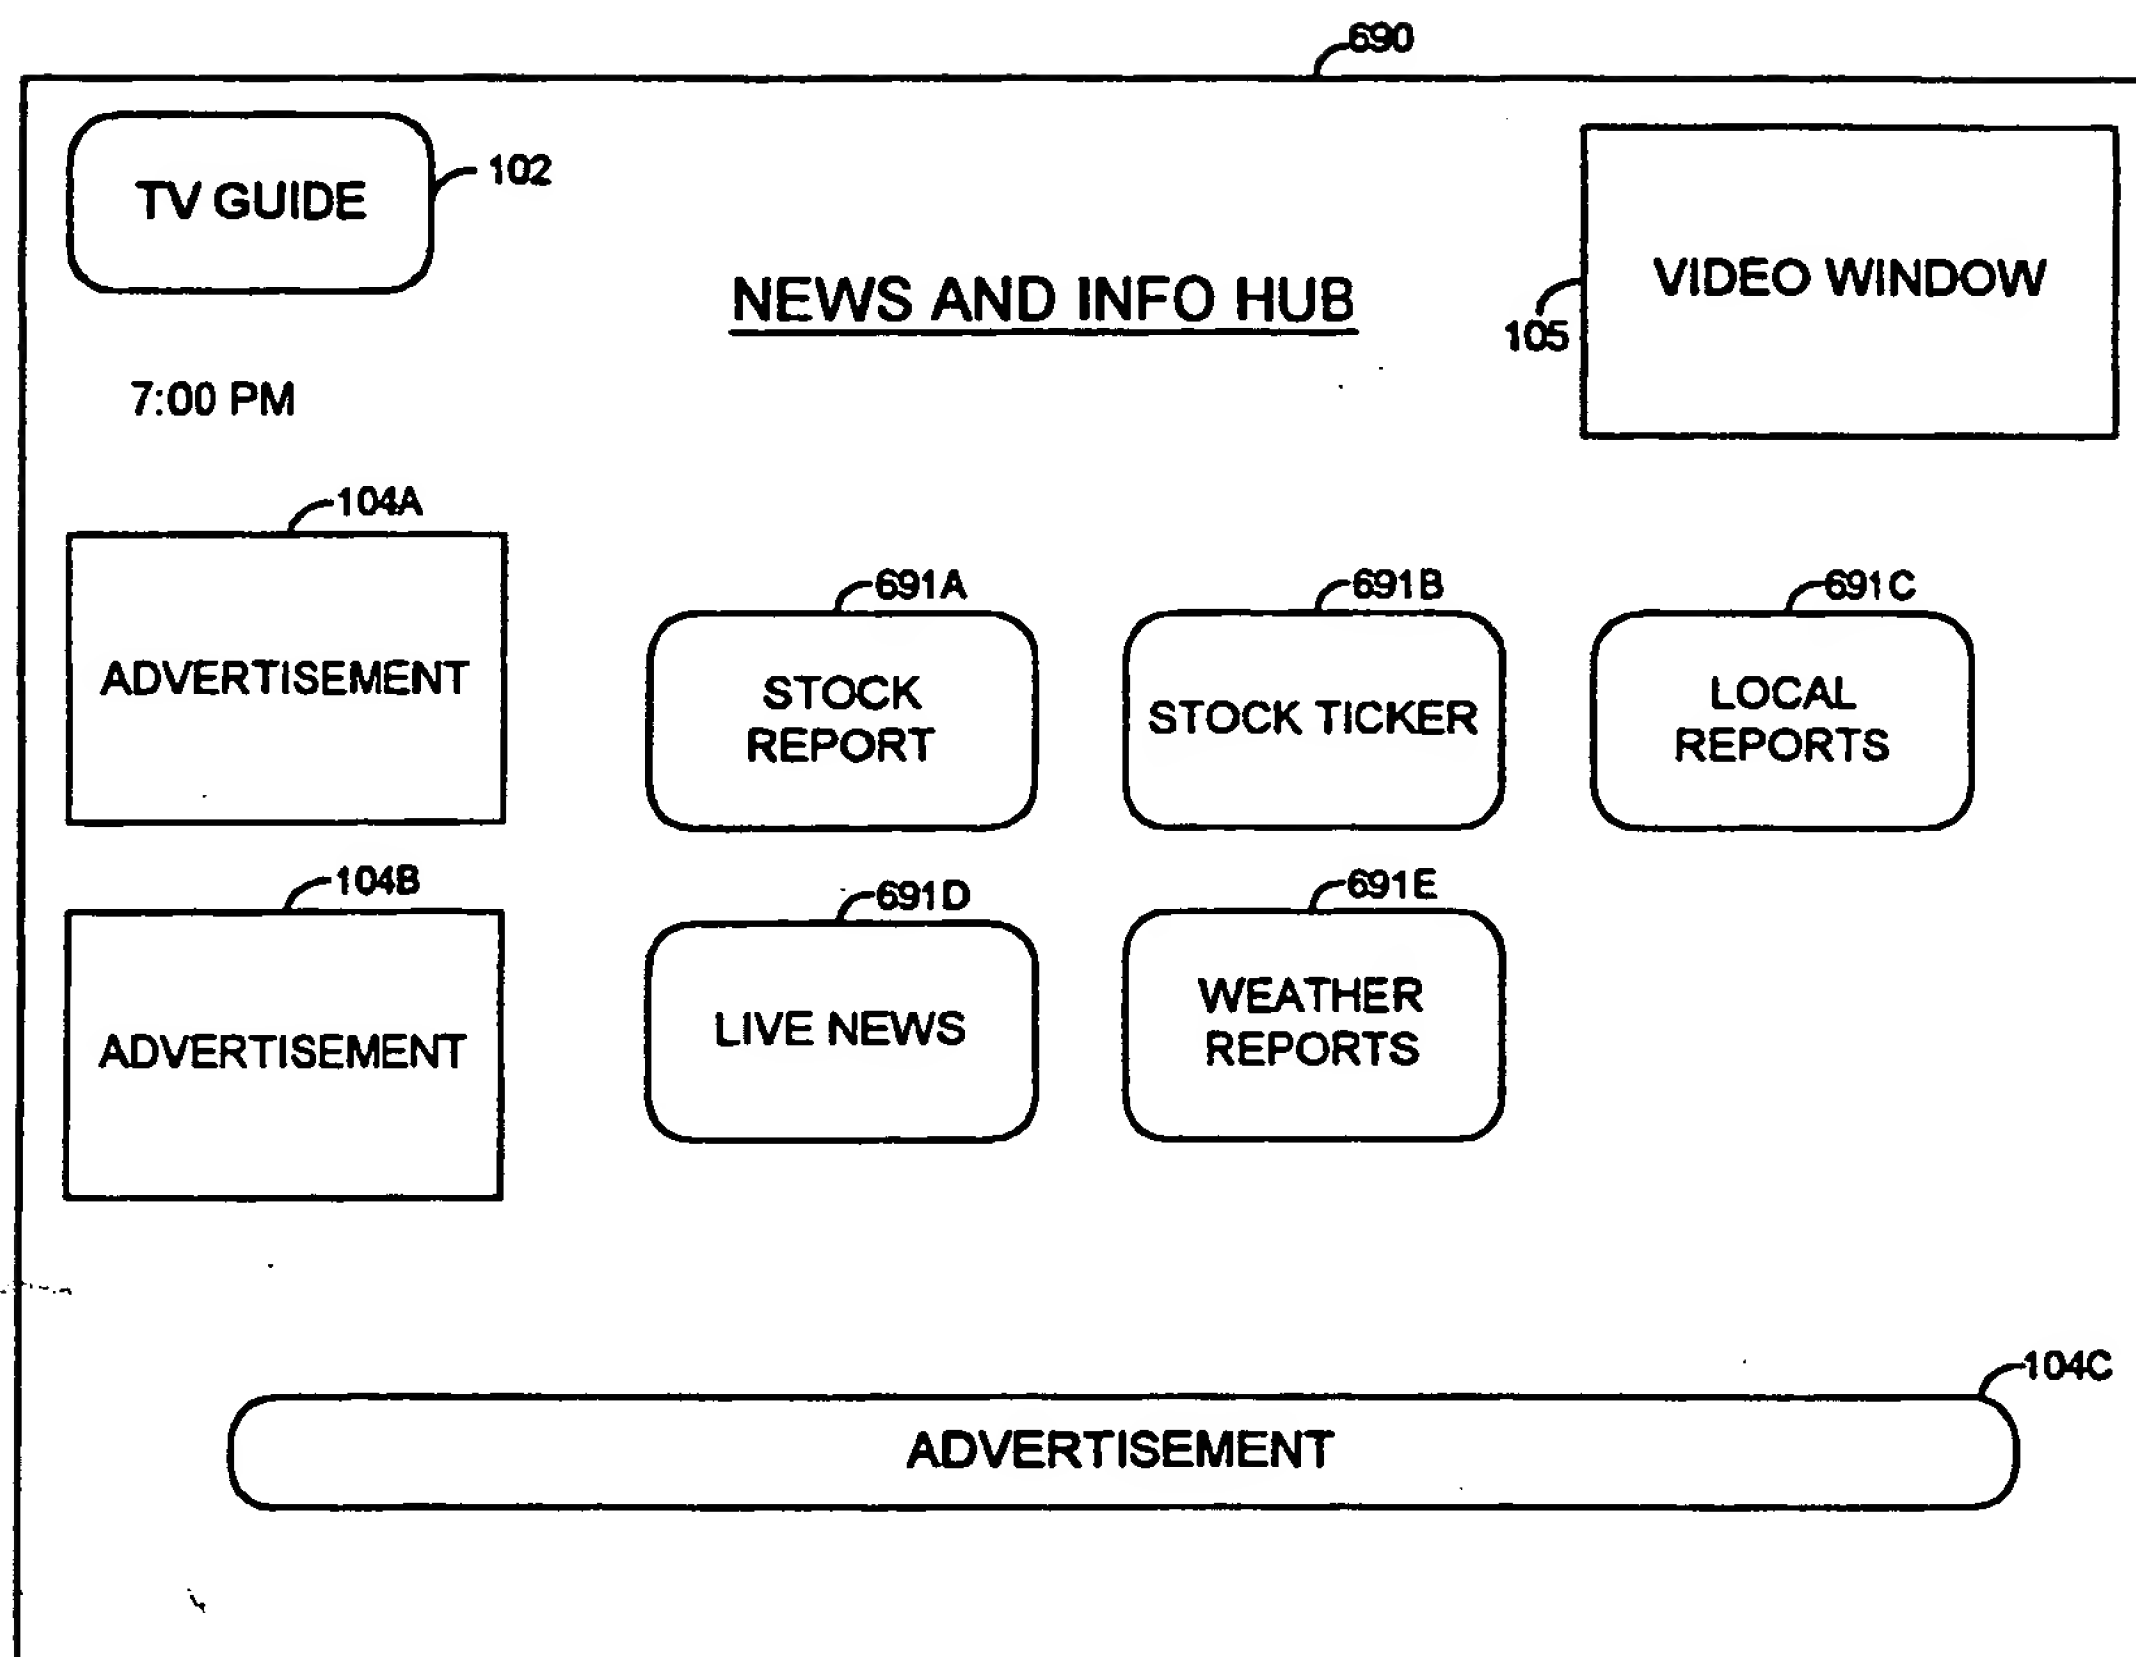 690
TV GUIDE
102
VIDEO WINDOW
NEWS AND INFO HUB
105
7:00 PM
104A
691A
691B
691C
ADVERTISEMENT
STOCK
REPORT
STOCK TICKER
LOCAL
REPORTS
104B
691D
691E
ADVERTISEMENT
LIVE NEWS
WEATHER
REPORTS
104C
ADVERTISEMENT